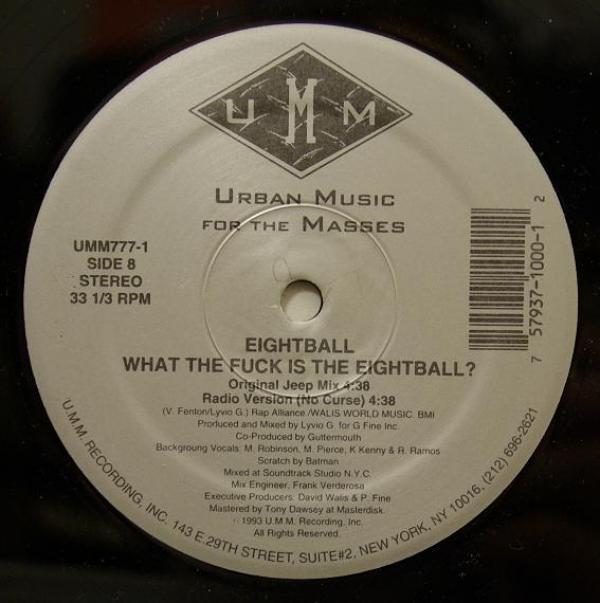 U M M
URBAN MUSIC
FOR THE MASSES
UMM777-1
SIDE 8
STEREO
33 1/3 RPM
7 57937-1000-1 2
EIGHTBALL
WHAT THE FUCK IS THE EIGHTBALL?
Original Jeep Mix 4:38
Radio Version (No Curse) 4:38
(V. Fenton/Lyvio G.) Rap Alliance /WALIS WORLD MUSIC. BMI
Produced and Mixed by Lyvio G. for G Fine Inc.
Co-Produced by Guttermouth
Backgroung Vocals: M. Robinson, M. Pierce, K Kenny & R. Ramos
Scratch by Batman
Mixed at Soundtrack Studio N.Y.C.
Mix Engineer, Frank Verderosa
Executive Producers: David Walis & P. Fine
Mastered by Tony Dawsey at Masterdisk.
© 1993 U.M.M. Recording, Inc.
All Rights Reserved.
U.M.M. RECORDING, INC. 143 E.29TH STREET, SUITE#2, NEW YORK, NY 10016, (212) 696-2621